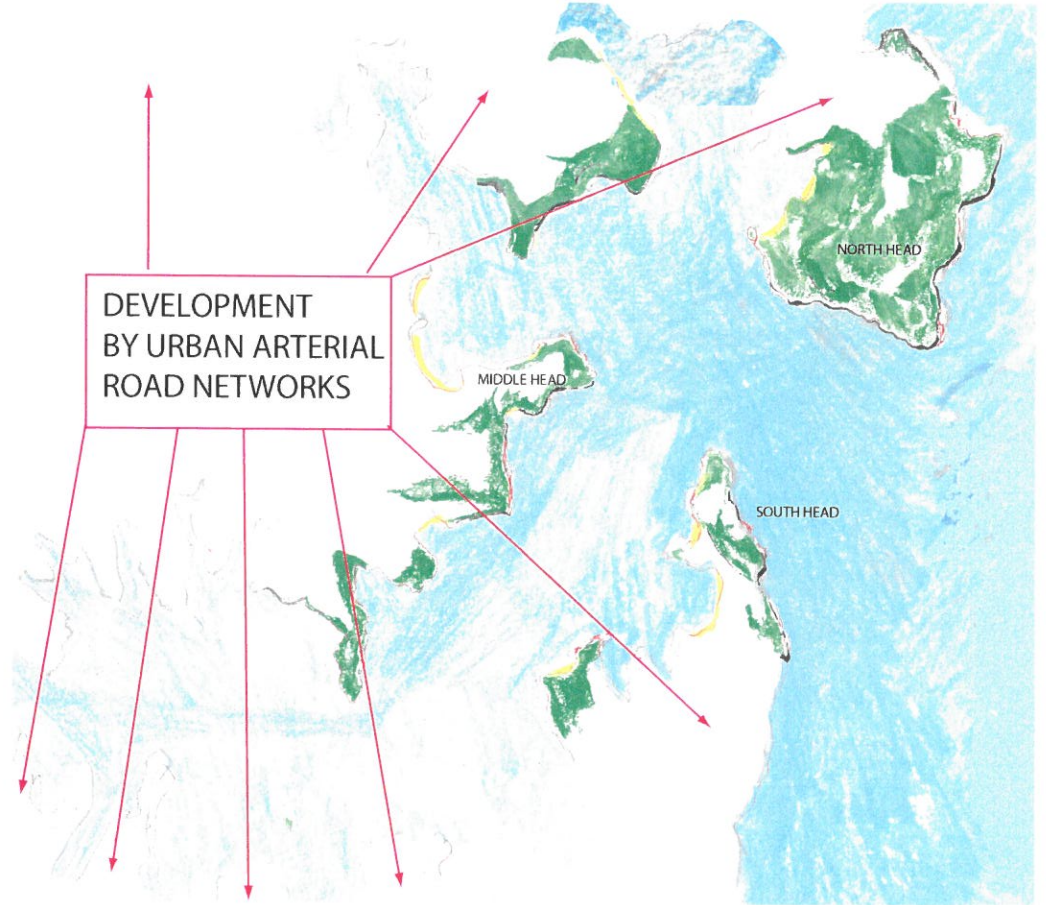 NORTH HEAD
DEVELOPMENT
BY URBAN ARTERIAL
ROAD NETWORKS
MIDDLE HEAD
SOUTH HEAD